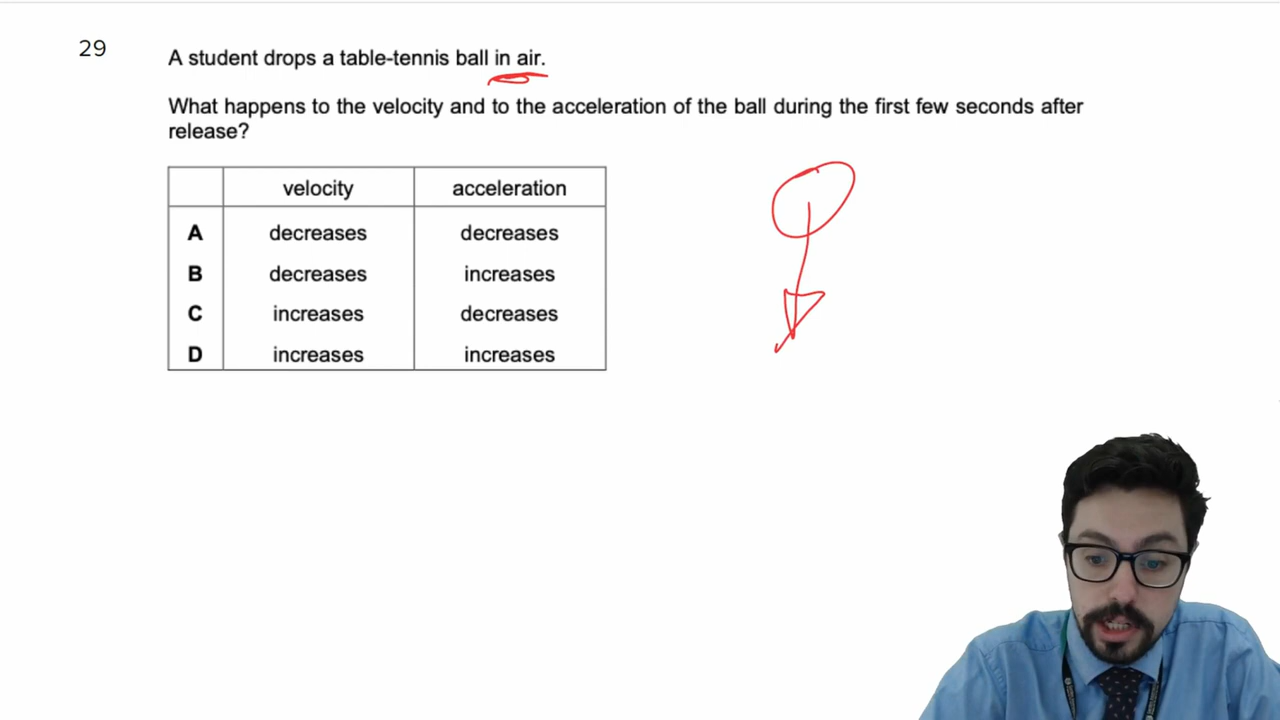 29
A student drops a table-tennis ball in air.
What happens to the velocity and to the acceleration of the ball during the first few seconds after
release?
velocity acceleration
A decreases decreases
B decreases increases
C increases decreases
D increases increases